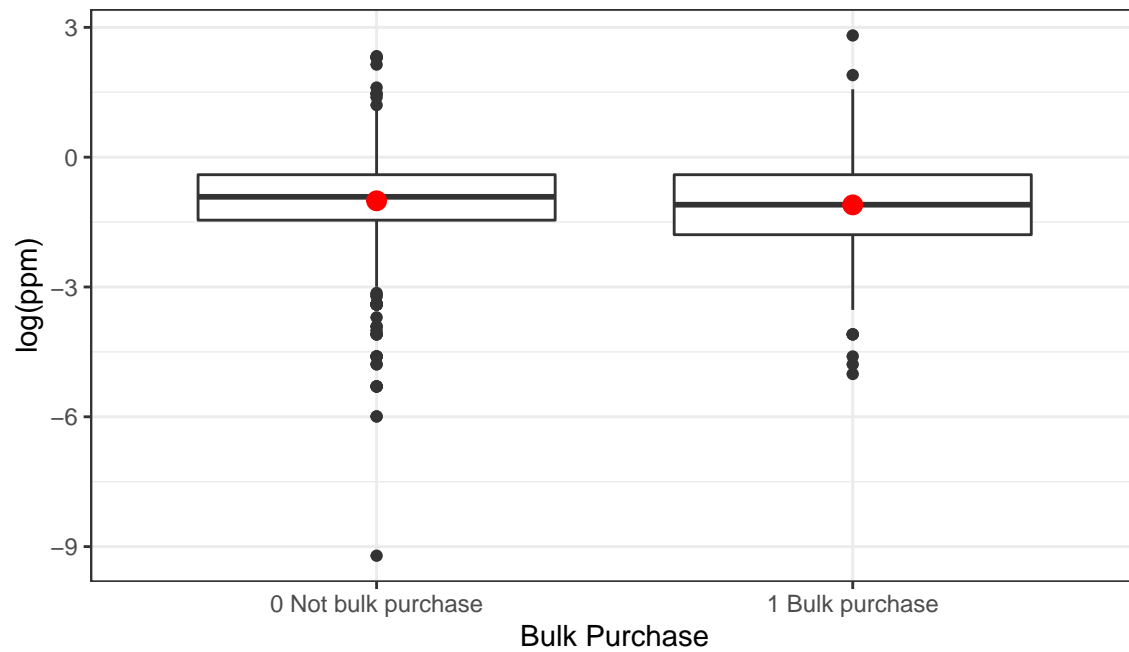 3
0
−3
−6
−9
log(ppm)
0 Not bulk purchase
1 Bulk purchase
Bulk Purchase